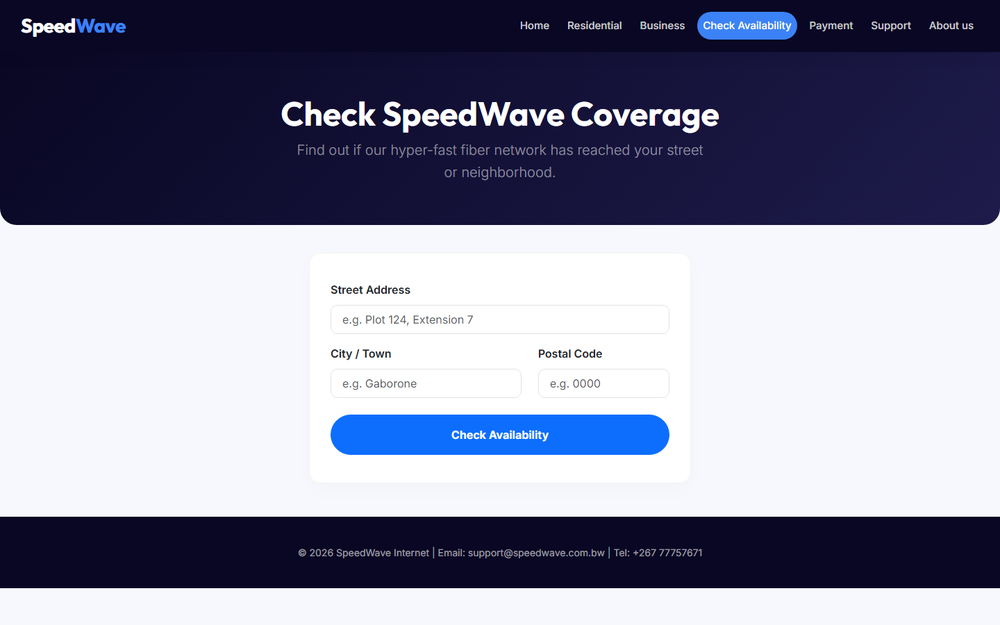 SpeedWave
Home Residential Business Check Availability Payment Support About us
Check SpeedWave Coverage
Find out if our hyper-fast fiber network has reached your street
or neighborhood.
Street Address
e.g. Plot 124, Extension 7
City / Town Postal Code
e.g. Gaborone e.g. 0000
Check Availability
© 2026 SpeedWave Internet | Email: support@speedwave.com.bw | Tel: +267 77757671